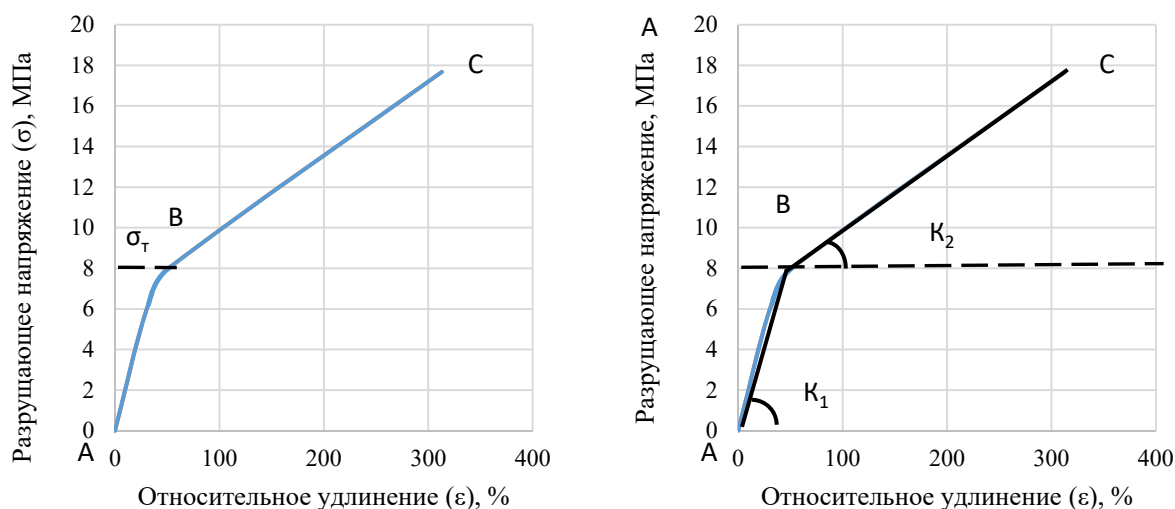 Разрущающее напряжение (σ), МПа
20
18
16
14
12
10
8
6
4
2
0
C
B
σт
A
0 100 200 300 400
Относительное удлинение (ε), %
A
Разрущающее напряжение, МПа
20
18
16
14
12
10
8
6
4
2
0
C
B
К2
К1
A
0 100 200 300 400
Относительное удлинение (ε), %